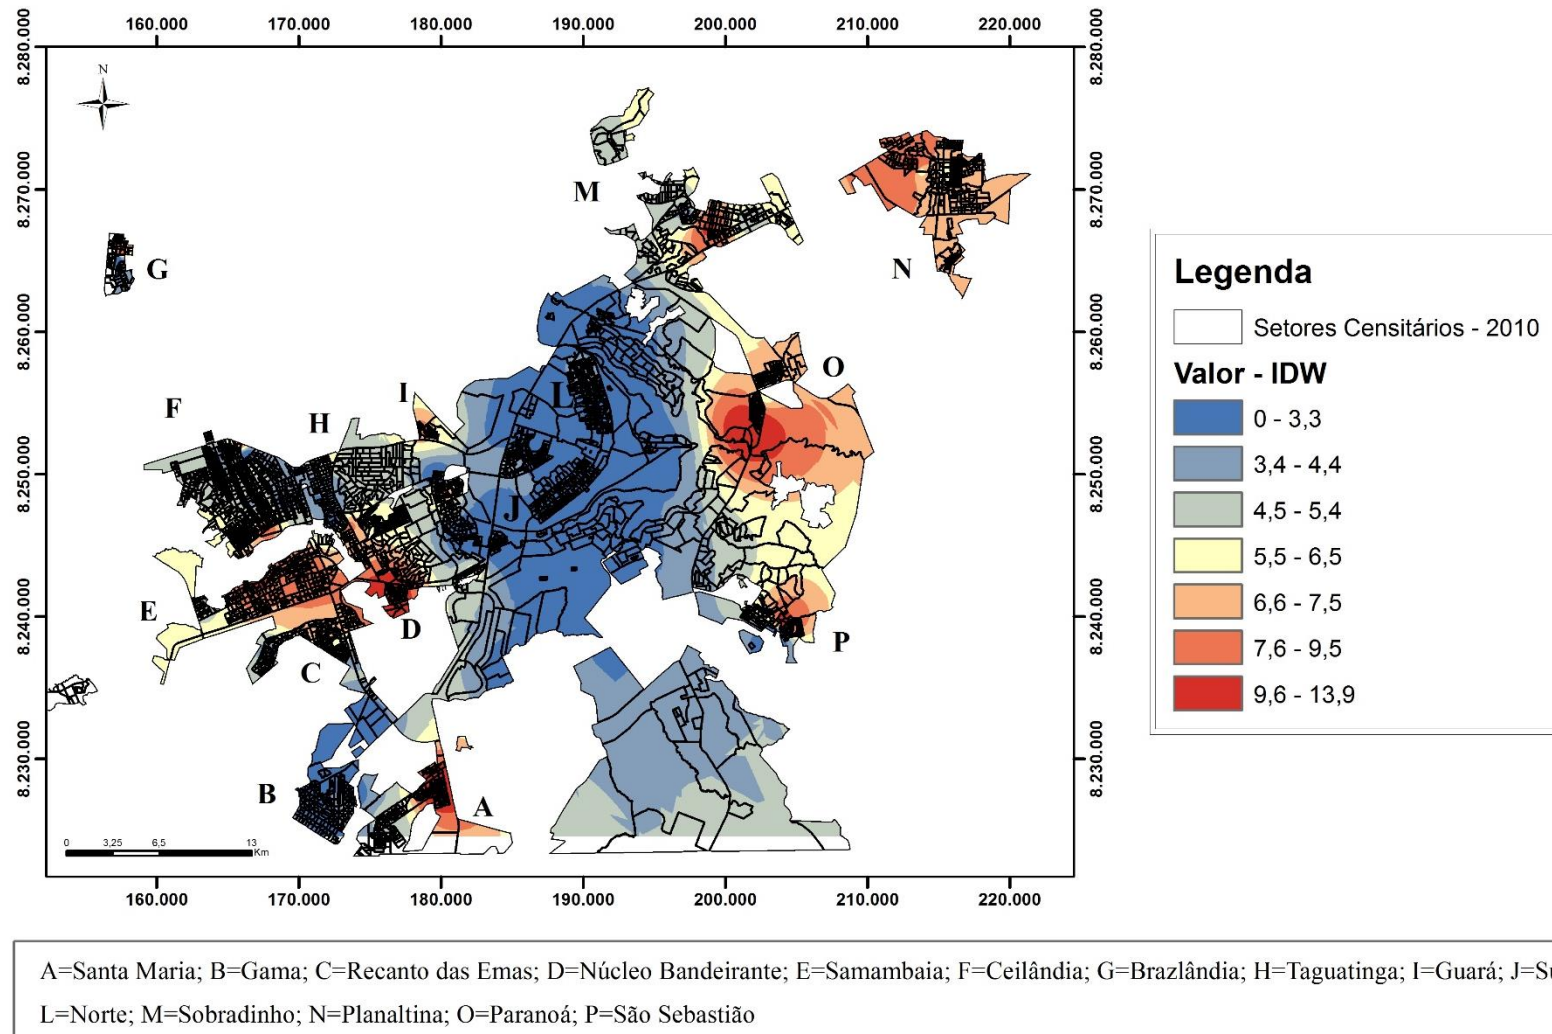 160.000 170.000 180.000 190.000 200.000 210.000 220.000
8.280.000 8.280.000
N
M
8.270.000 8.270.000
G
N
8.260.000 8.260.000
O
I
L
F
H
8.250.000 8.250.000
J
E
8.240.000 8.240.000
D
P
C
8.230.000 8.230.000
B
A
0 3,25 6,5 13
Km
160.000 170.000 180.000 190.000 200.000 210.000 220.000
Legenda
Setores Censitários - 2010
Valor - IDW
0 - 3,3
3,4 - 4,4
4,5 - 5,4
5,5 - 6,5
6,6 - 7,5
7,6 - 9,5
9,6 - 13,9
A=Santa Maria; B=Gama; C=Recanto das Emas; D=Núcleo Bandeirante; E=Samambaia; F=Ceilândia; G=Brazlândia; H=Taguatinga; I=Guará;
L=Norte; M=Sobradinho; N=Planaltina; O=Paranoá; P=São Sebastião